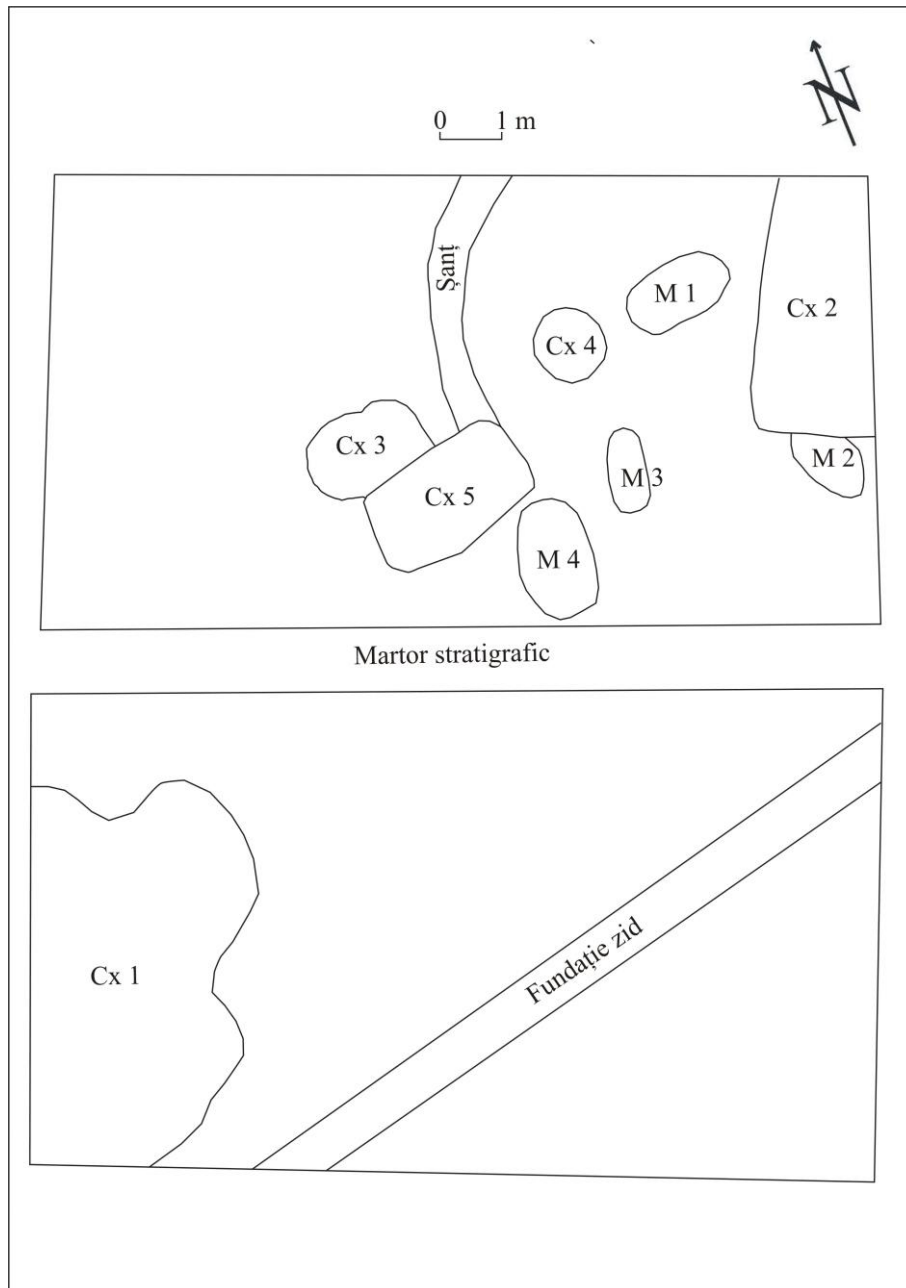 N
0 1 m
Șanț
M 1
Cx 2
Cx 4
Cx 3
M 2
M 3
Cx 5
M 4
Martor stratigrafic
Fundație zid
Cx 1